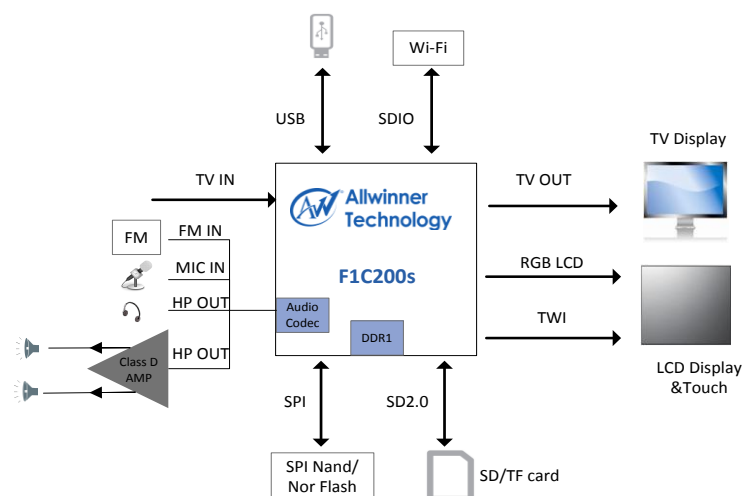 Wi-Fi
USB
SDIO
TV Display
TV IN
TV OUT
AW
Allwinner
Technology
FM
FM IN
MIC IN
F1C200s
RGB LCD
HP OUT
Audio
Codec
TWI
DDR1
HP OUT
Class D
AMP
LCD Display
&Touch
SPI
SD2.0
SPI Nand/
Nor Flash
SD/TF card